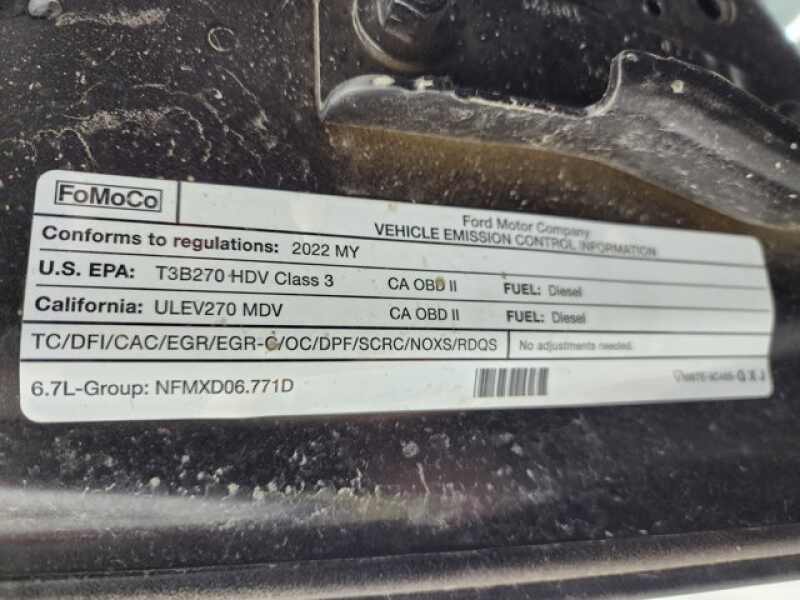 FoMoCo
Ford Motor Company
VEHICLE EMISSION CONTROL INFORMATION
Conforms to regulations: 2022 MY
U.S. EPA: T3B270 HDV Class 3 CA OBD II FUEL: Diesel
California: ULEV270 MDV CA OBD II FUEL: Diesel
TC/DFI/CAC/EGR/EGR-C/OC/DPF/SCRC/NOXS/RDQS No adjustments needed.
6.7L-Group: NFMXD06.771D